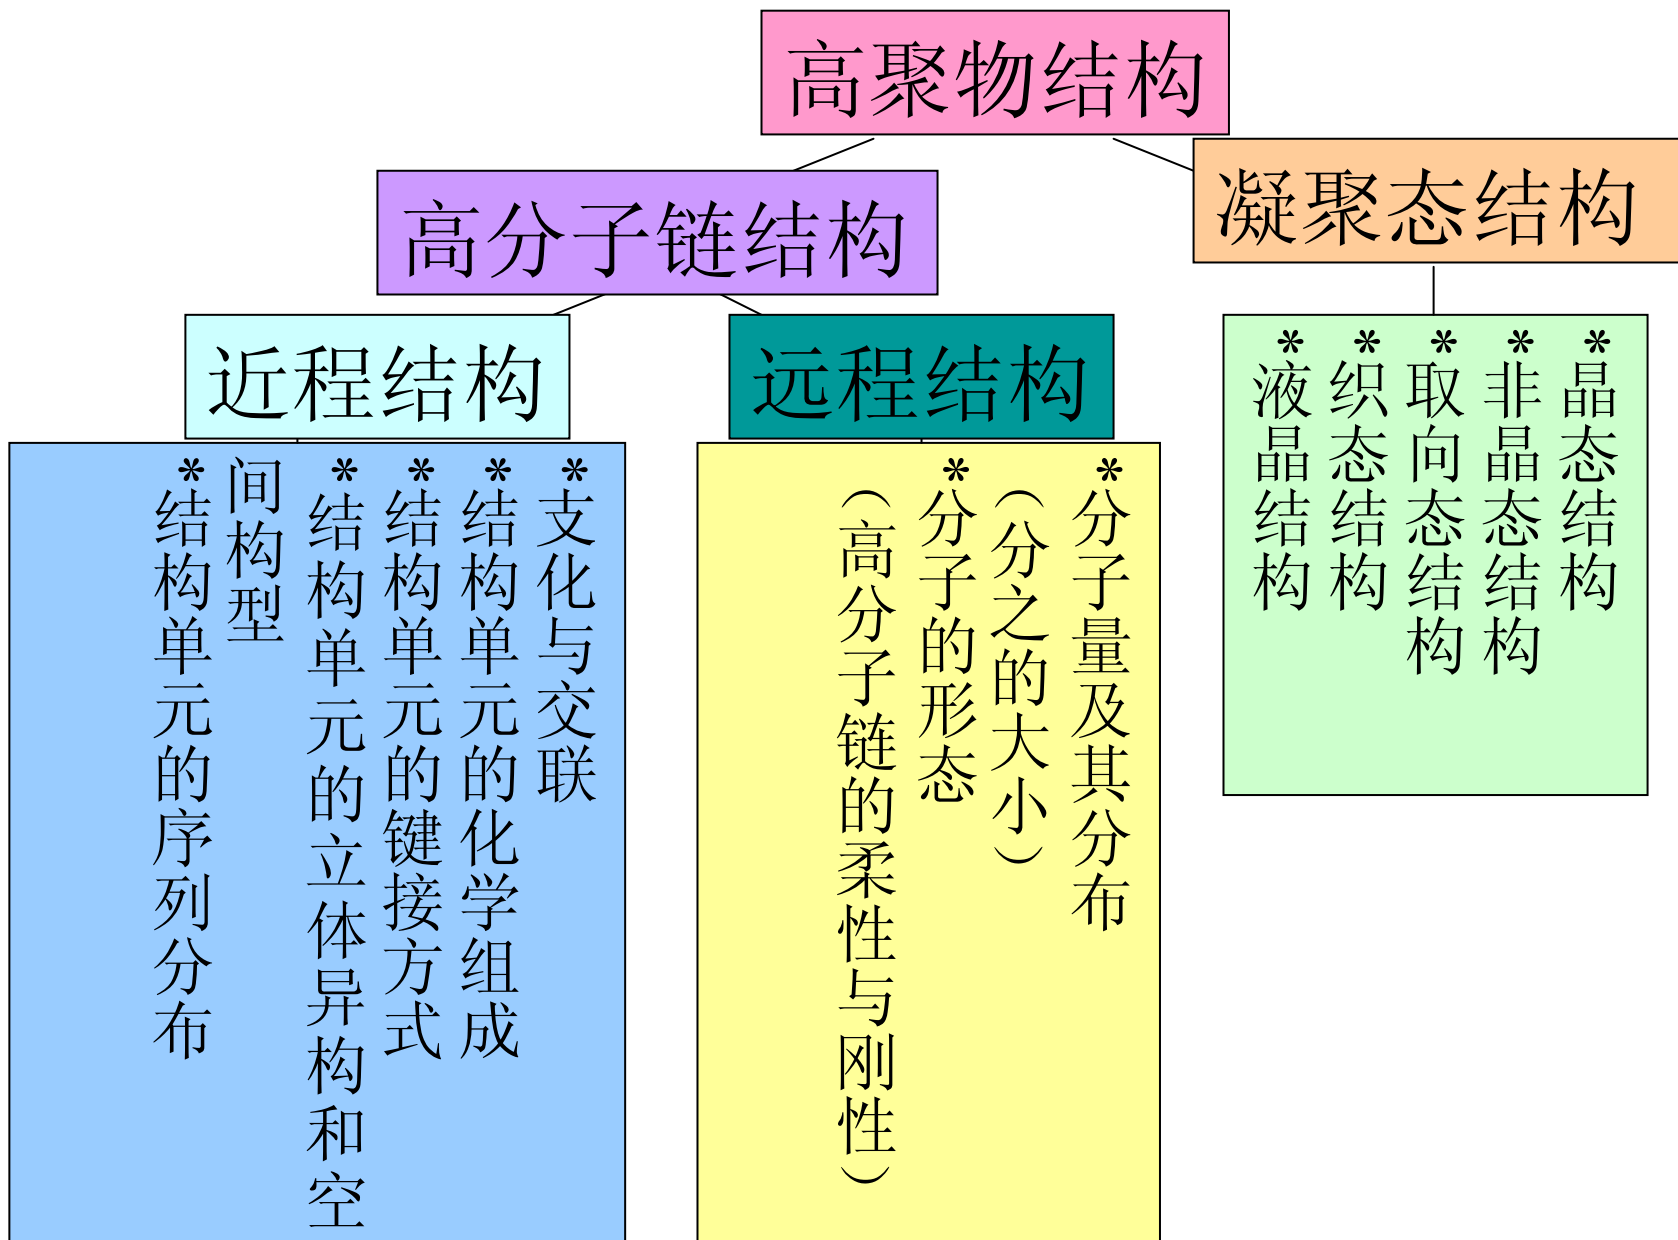 高聚物结构
高分子链结构
凝聚态结构
近程结构
远程结构
*支化与交联
*结构单元的化学组成
*结构单元的键接方式
*结构单元的立体异构和空
间构型
*结构单元的序列分布
*分子量及其分布
（分之的大小）
*分子的形态
（高分子链的柔性与刚性）
*晶态结构
*非晶态结构
*取向态结构
*织态结构
*液晶结构